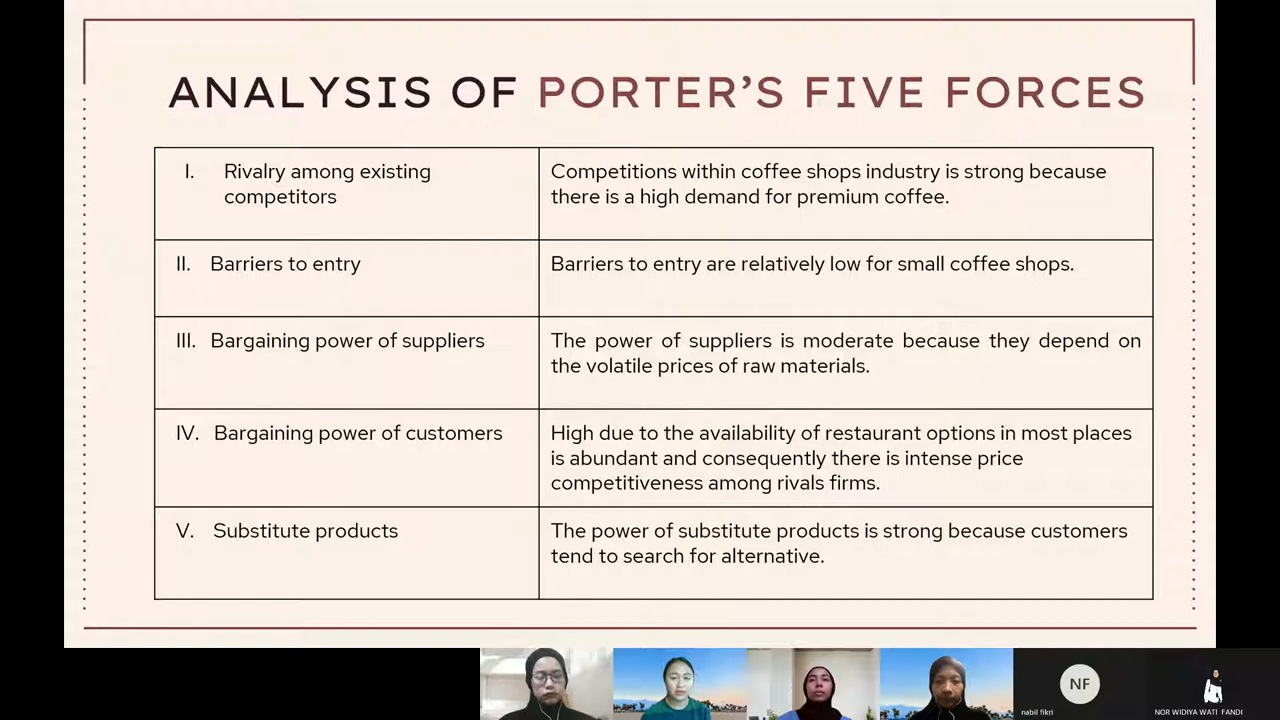 ANALYSIS OF PORTER’S FIVE FORCES
I. Rivalry among existing
competitors
Competitions within coffee shops industry is strong because
there is a high demand for premium coffee.
II. Barriers to entry
Barriers to entry are relatively low for small coffee shops.
III. Bargaining power of suppliers
The power of suppliers is moderate because they depend on
the volatile prices of raw materials.
IV. Bargaining power of customers
High due to the availability of restaurant options in most places
is abundant and consequently there is intense price
competitiveness among rivals firms.
V. Substitute products
The power of substitute products is strong because customers
tend to search for alternative.
NF
nabil fikri
NOR WIDIYA WATI FANDI